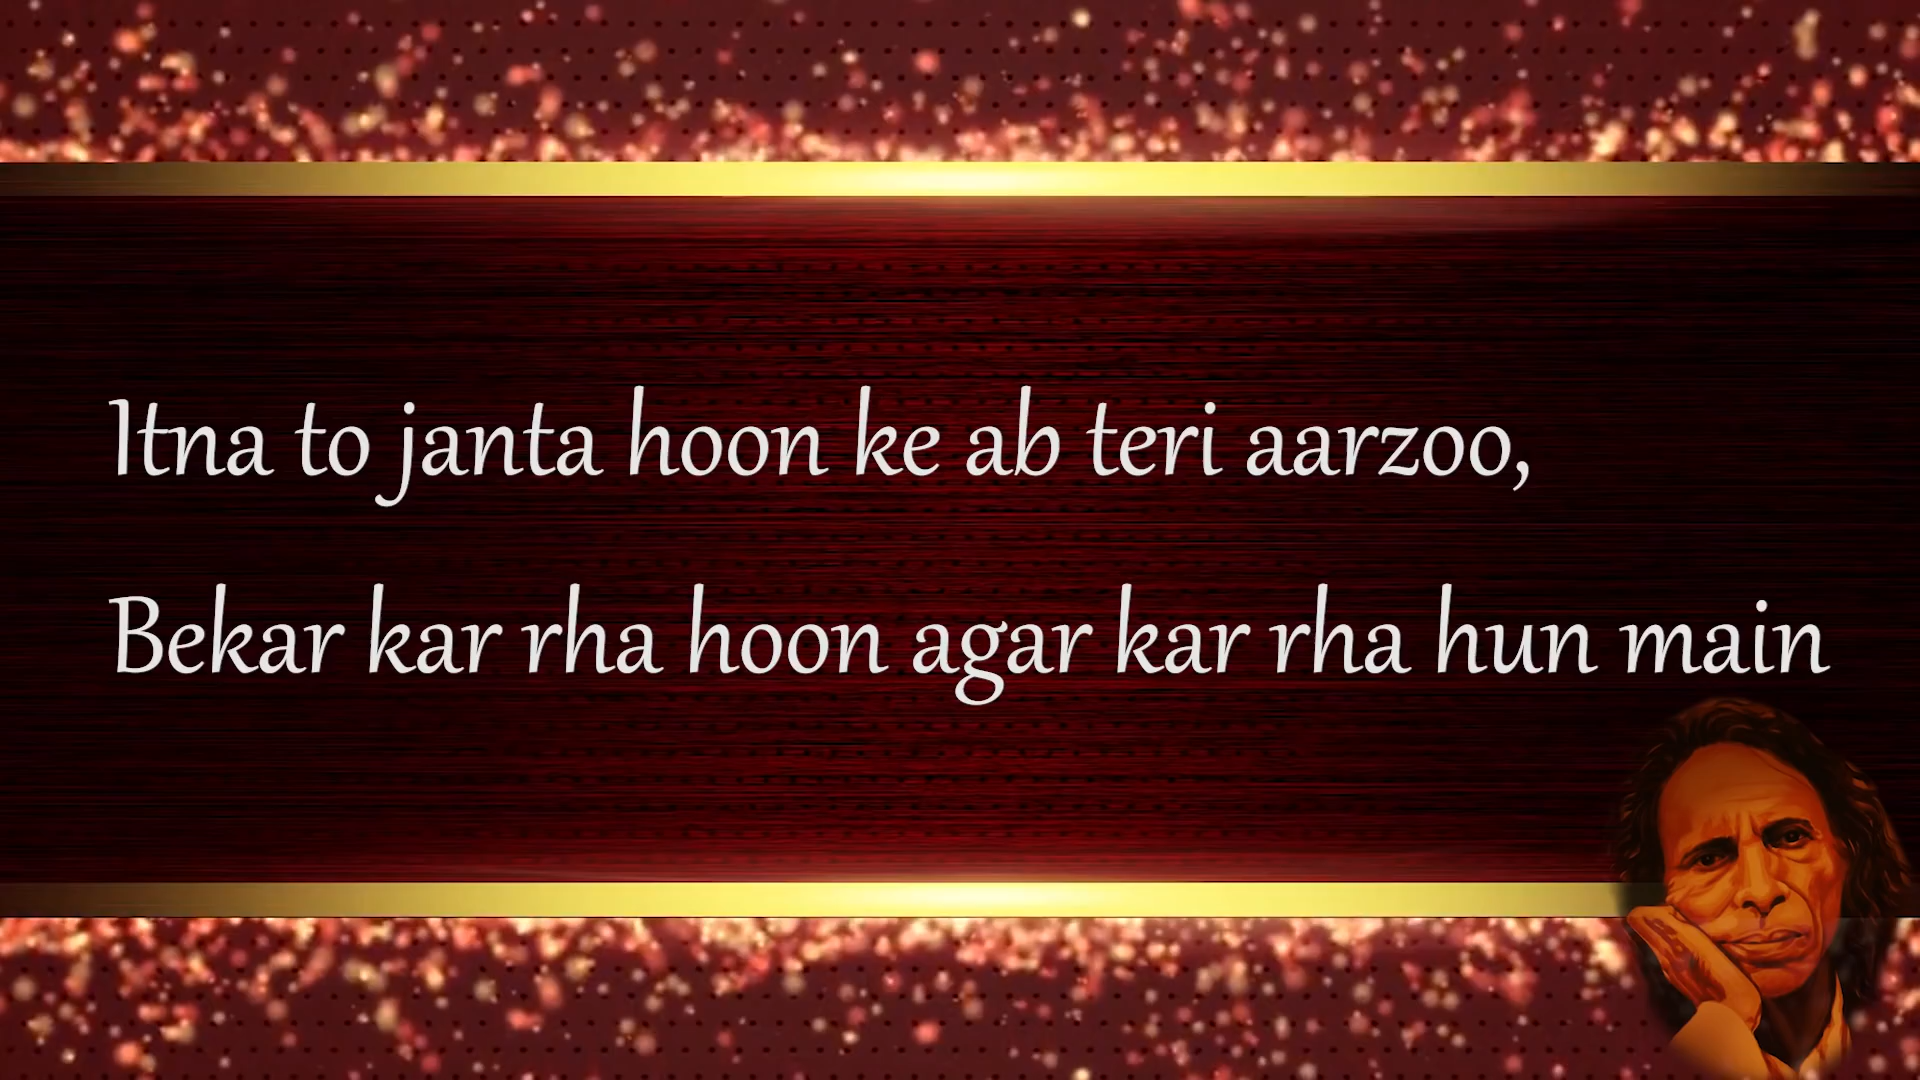 Itna to janta hoon ke ab teri aarzoo,
Bekar kar rha hoon agar kar rha hun main